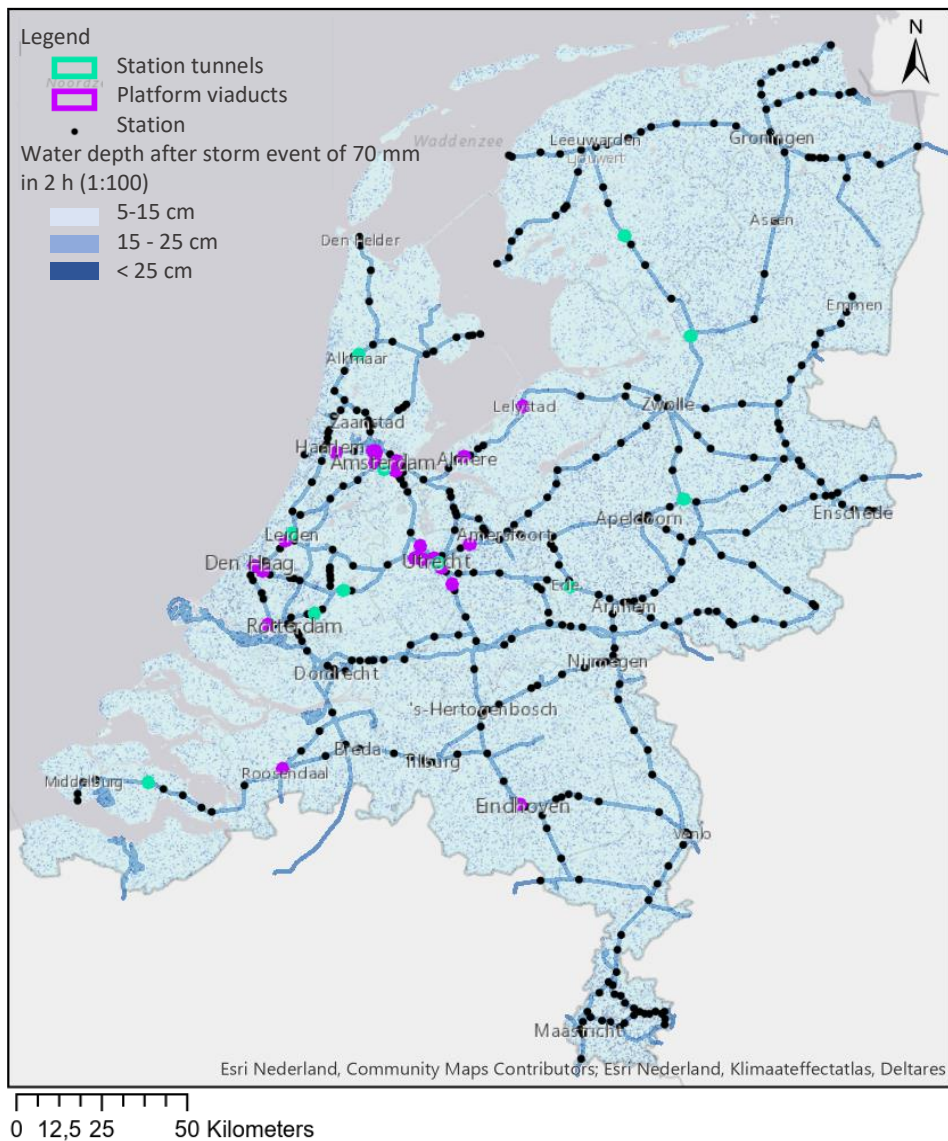 N
Legend
Station tunnels
Platform viaducts
Station
Water depth after storm event of 70 mm
in 2 h (1:100)
5-15 cm
15 - 25 cm
< 25 cm
Waddenzee
Leeuwarden
Groningen
Assen
Den Helder
Emmen
Alkmaar
Lelystad
Zwolle
Zaanstad
Haarlem
Amsterdam
Almere
Apeldoorn
Enschede
Leiden
Amersfoort
Den Haag
Utrecht
Ede
Arnhem
Rotterdam
Nijmegen
Dordrecht
's-Hertogenbosch
Breda
Tilburg
Roosendaal
Middelburg
Eindhoven
Venlo
Maastricht
Esri Nederland, Community Maps Contributors; Esri Nederland, Klimaateffectatlas, Deltares
0 12,5 25 50 Kilometers